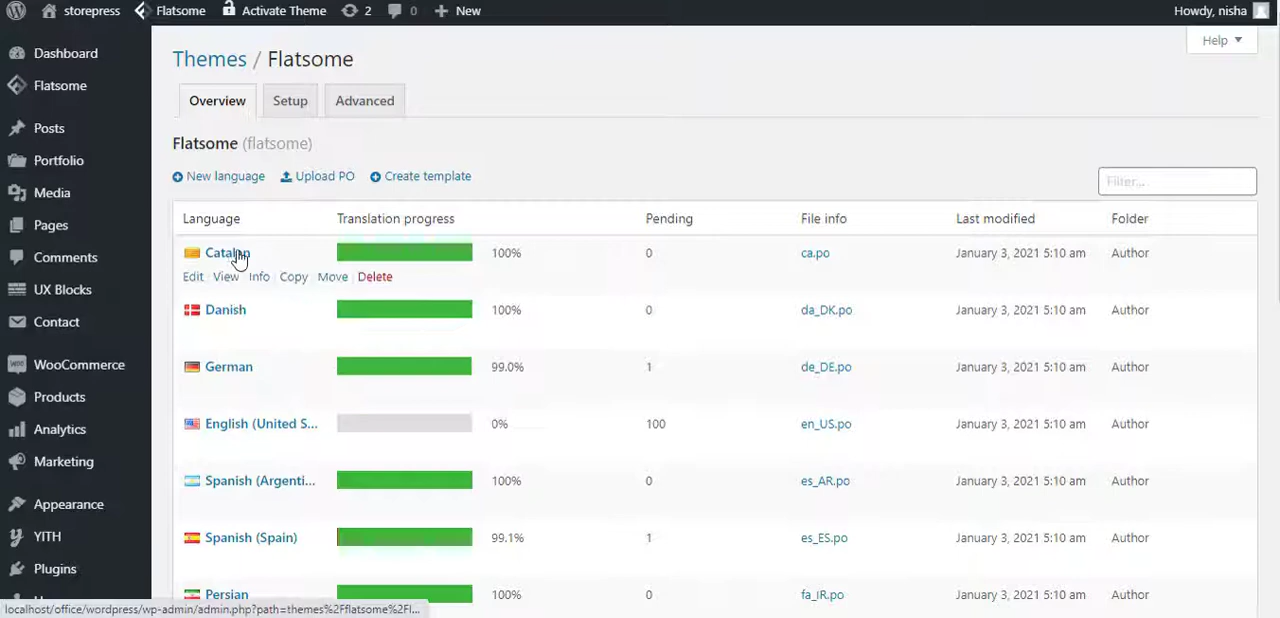 storepress Flatsome Activate Theme 2 0 New Howdy, nisha
Dashboard
Flatsome
Posts
Portfolio
Media
Pages
Comments
UX Blocks
Contact
WooCommerce
Products
Analytics
Marketing
Appearance
YITH
Plugins
Help
Themes / Flatsome
Overview Setup Advanced
Flatsome (flatsome)
New language Upload PO Create template
Filter...
Language Translation progress Pending File info Last modified Folder
Catalan 100% 0 ca.po January 3, 2021 5:10 am Author
Edit View Info Copy Move Delete
Danish 100% 0 da_DK.po January 3, 2021 5:10 am Author
German 99.0% 1 de_DE.po January 3, 2021 5:10 am Author
English (United S... 0% 100 en_US.po January 3, 2021 5:10 am Author
Spanish (Argenti... 100% 0 es_AR.po January 3, 2021 5:10 am Author
Spanish (Spain) 99.1% 1 es_ES.po January 3, 2021 5:10 am Author
Persian 100% 0 fa_IR.po January 3, 2021 5:10 am Author
localhost/office/wordpress/wp-admin/admin.php?path=themes%2Fflatsome%2Fl...